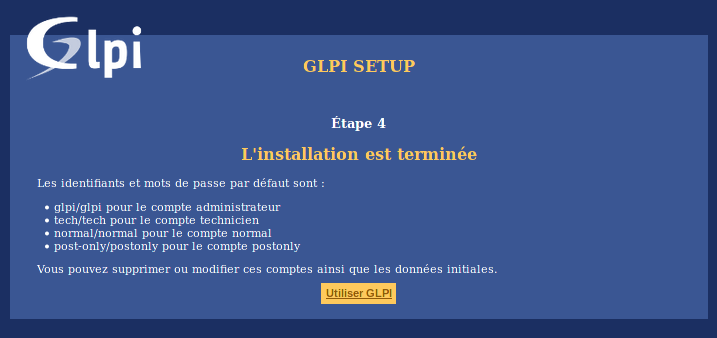 Glpi
GLPI SETUP
Étape 4
L'installation est terminée
Les identifiants et mots de passe par défaut sont :
• glpi/glpi pour le compte administrateur
• tech/tech pour le compte technicien
• normal/normal pour le compte normal
• post-only/postonly pour le compte postonly
Vous pouvez supprimer ou modifier ces comptes ainsi que les données initiales.
Utiliser GLPI